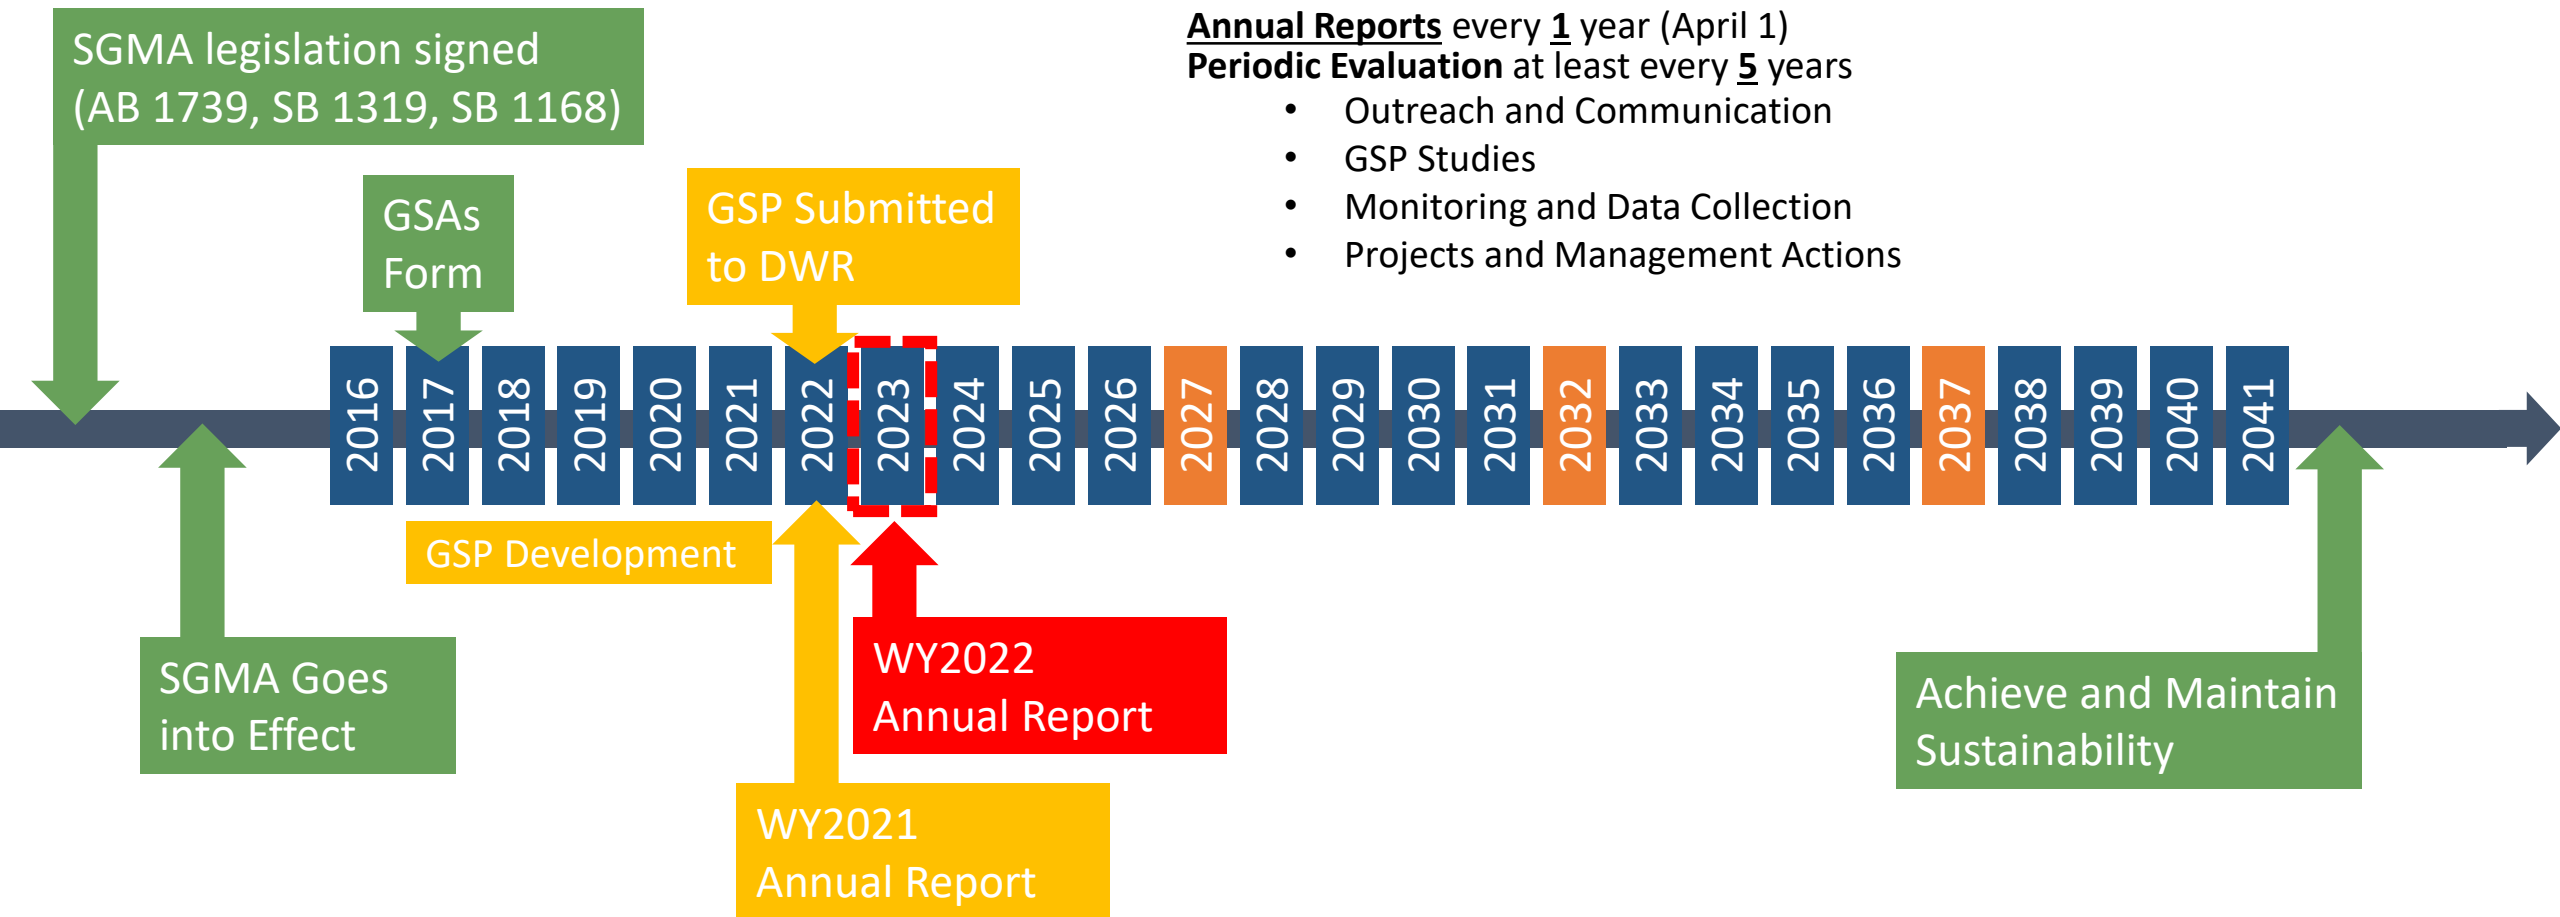 SGMA legislation signed
(AB 1739, SB 1319, SB 1168)
Annual Reports every 1 year (April 1)
Periodic Evaluation at least every 5 years
• Outreach and Communication
• GSP Studies
• Monitoring and Data Collection
• Projects and Management Actions
GSAs
Form
GSP Submitted
to DWR
2016
2017
2018
2019
2020
2021
2022
2023
2024
2025
2026
2027
2028
2029
2030
2031
2032
2033
2034
2035
2036
2037
2038
2039
2040
2041
GSP Development
SGMA Goes
into Effect
WY2022
Annual Report
WY2021
Annual Report
Achieve and Maintain
Sustainability